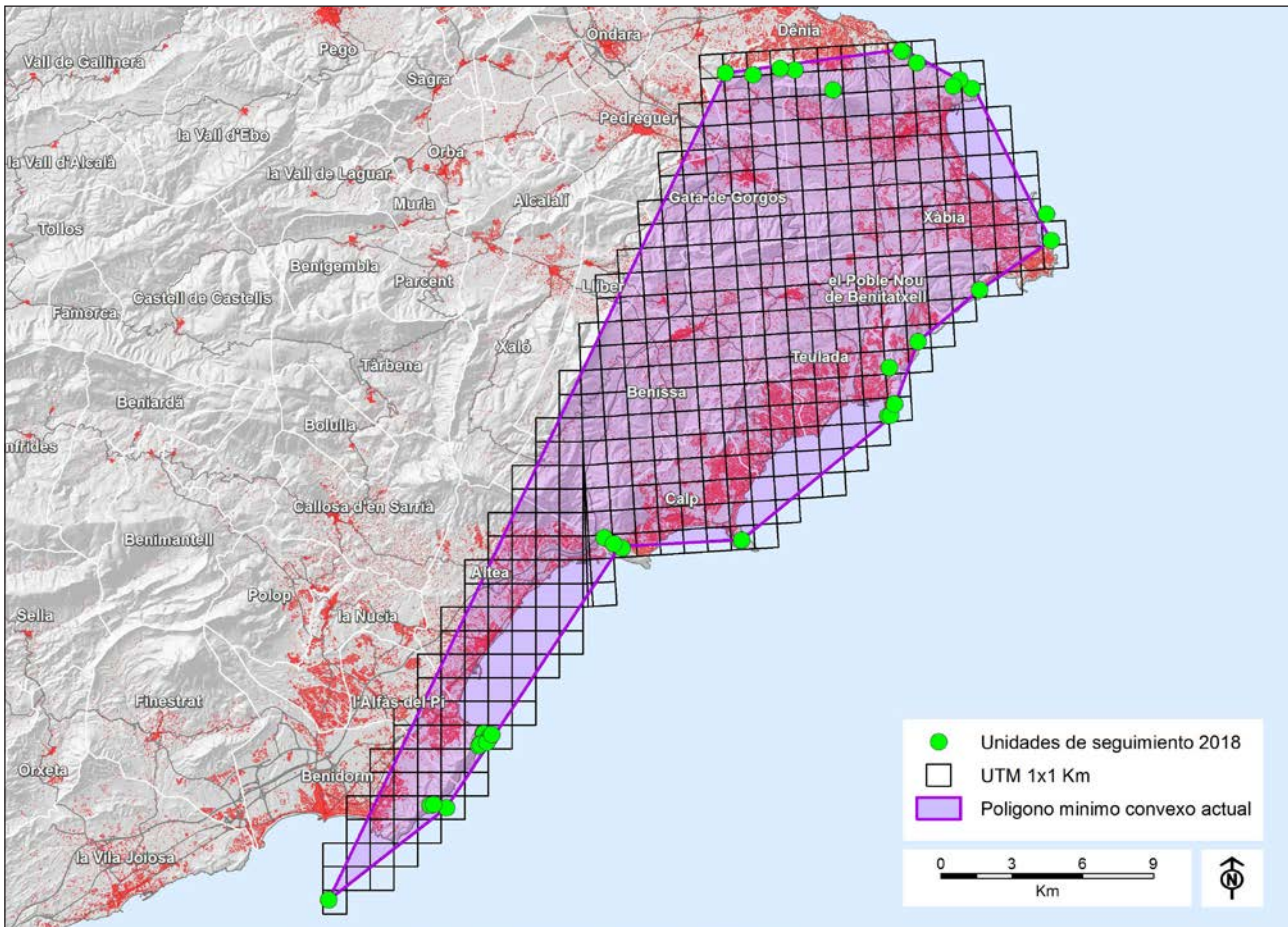 Dénia
Ondara
Pego
Vall de Gallinera
Sagra
Pedreguer
la Vall d'Ebo
Orba
la Vall d'Alcalà
la Vall de Laguar
Murla
Alcalalí
Gata de Gorgos
Xàbia
Tollos
Benigembla
Parcent
Llíber
el Poble Nou
de Benitatxell
Castell de Castells
Famorca
Xaló
Teulada
Tàrbena
Benissa
Beniardà
Bolulla
nfrides
Calp
Callosa d'en Sarrià
Benimantell
Altea
Polop
la Nucia
Sella
Finestrat
l'Alfàs del Pi
Orxeta
Benidorm
la Vila Joiosa
Unidades de seguimiento 2018
UTM 1x1 Km
Poligono minimo convexo actual
0 3 6 9
Km
N